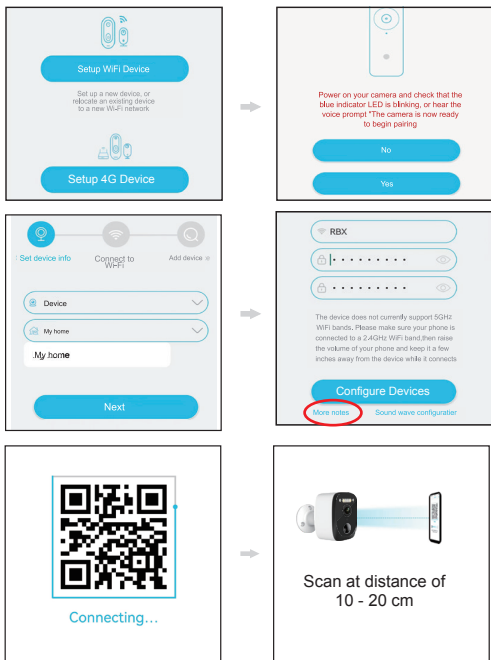 Setup WiFi Device
Set up a new device, or
relocate an existing device
to a new Wi-Fi network
Setup 4G Device
Power on your camera and check that the
blue indicator LED is blinking, or hear the
voice prompt "The camera is now ready
to begin pairing
No
Yes
Set device info
Connect to
WI-FI
Add device
Device
My home
.My home
Next
RBX
The device does not currently support 5GHz
WiFi bands. Please make sure your phone is
connected to a 2.4GHz WiFi band,then raise
the volume of your phone and keep it a few
inches away from the device while it connects
Configure Devices
More notes
Sound wave configuratier
Connecting...
Scan at distance of
10 - 20 cm